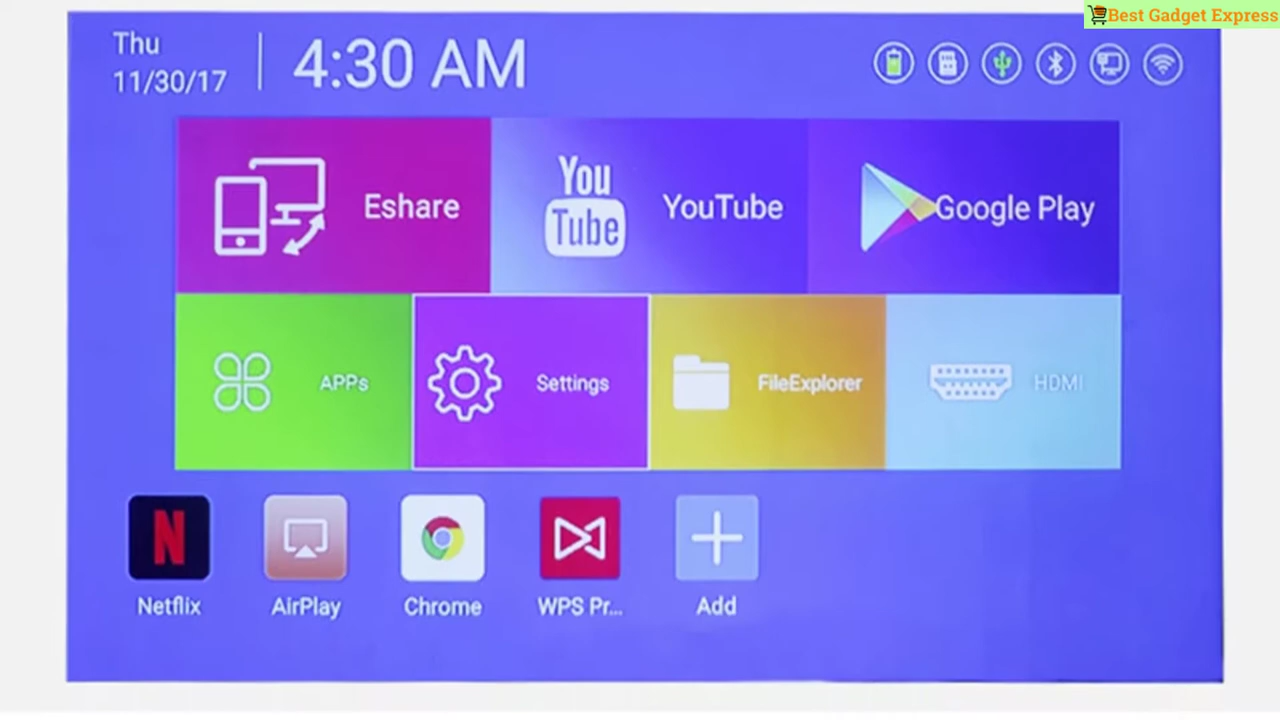 Best Gadget Express
Thu
11/30/17
4:30 AM
Eshare
You
Tube
YouTube
Google Play
APPs
Settings
FileExplorer
HDMI
N
Netflix
AirPlay
Chrome
WPS Pr...
Add